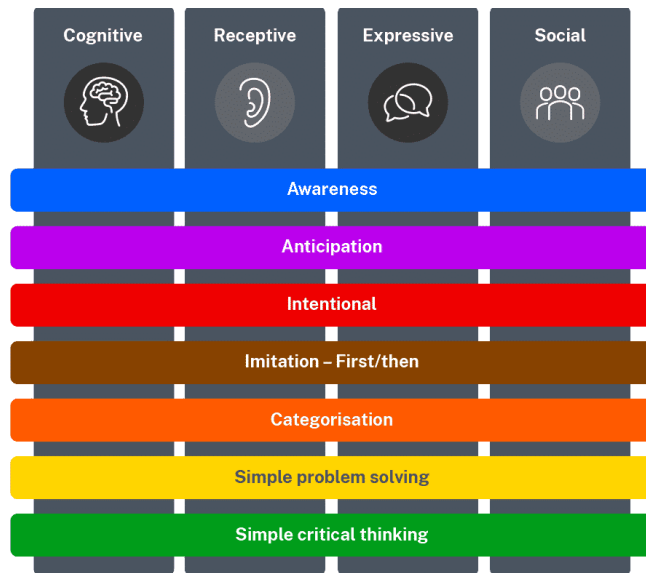 Cognitive
Receptive
Expressive
Social
Awareness
Anticipation
Intentional
Imitation – First/then
Categorisation
Simple problem solving
Simple critical thinking